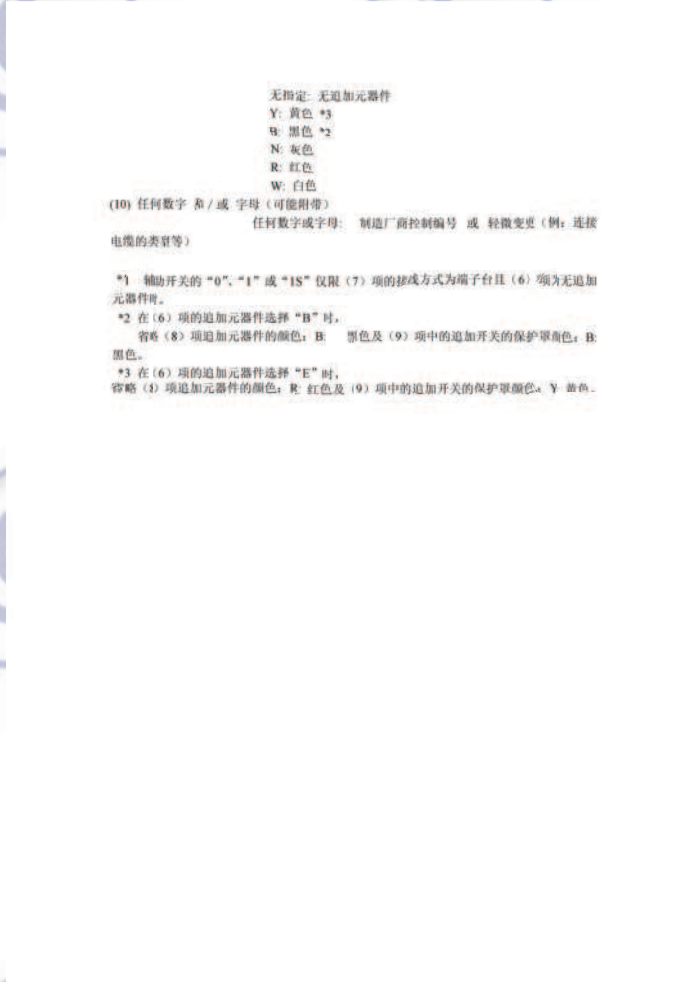 无指定: 无追加元器件
Y: 黄色 *3
B: 黑色 *2
N: 灰色
R: 红色
W: 白色
(10) 任何数字 和 / 或 字母（可能附带）
任何数字或字母: 制造厂商控制编号 或 轻微变更（例：连接
电缆的类型等）
*1 辅助开关的“0”、“1”或“1S”仅限（7）项的接线方式为端子台且（6）项为无追加
元器件时。
*2 在（6）项的追加元器件选择“B”时，
省略（8）项追加元器件的颜色：B: 黑色及（9）项中的追加开关的保护罩颜色：B:
黑色。
*3 在（6）项的追加元器件选择“E”时，
省略（8）项追加元器件的颜色：R: 红色及（9）项中的追加开关的保护罩颜色：Y: 黄色。